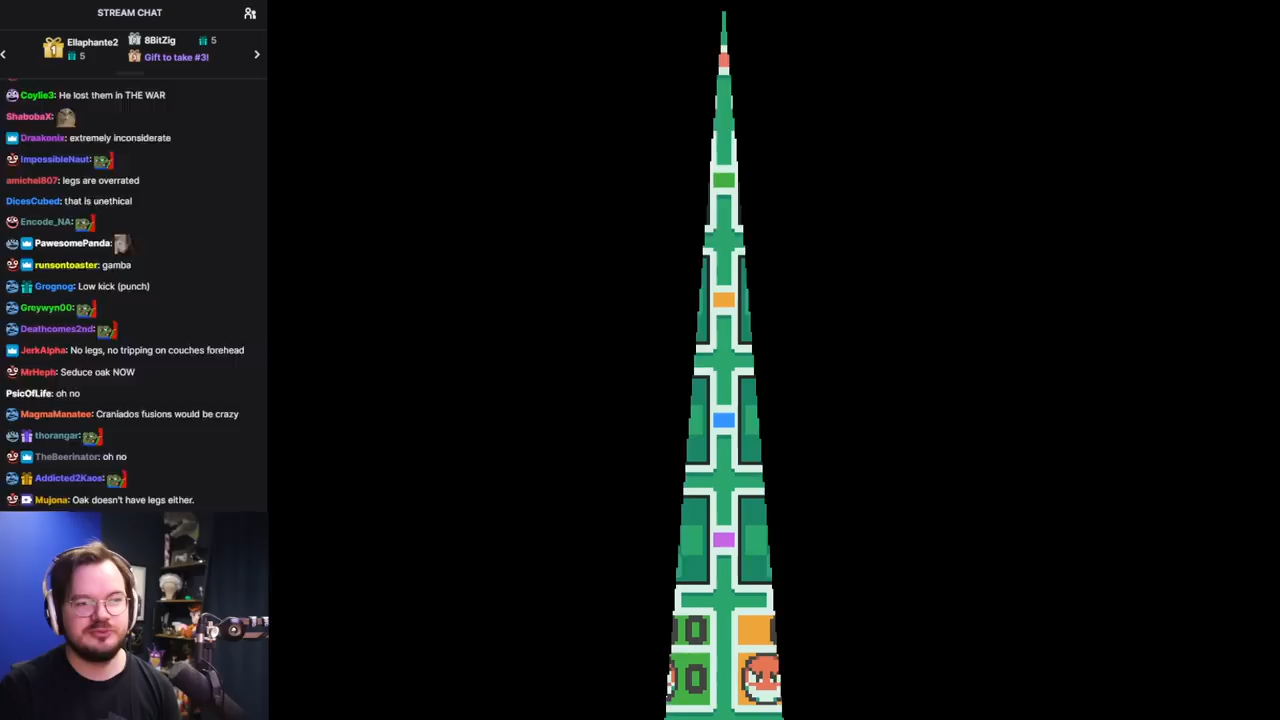 STREAM CHAT
Ellaphante2
5
8BitZig
5
Gift to take #3!
Coylie3: He lost them in THE WAR
ShabobaX:
Draakonix: extremely inconsiderate
ImpossibleNaut:
amichel807: legs are overrated
DicesCubed: that is unethical
Encode_NA:
PawesomePanda:
runsontoaster: gamba
Grognog: Low kick (punch)
Greywyn00:
Deathcomes2nd:
JerkAlpha: No legs, no tripping on couches forehead
MrHeph: Seduce oak NOW
PsicOfLife: oh no
MagmaManatee: Craniados fusions would be crazy
thorangar:
TheBeerinator: oh no
Addicted2Kaos:
Mujona: Oak doesn't have legs either.
0
0